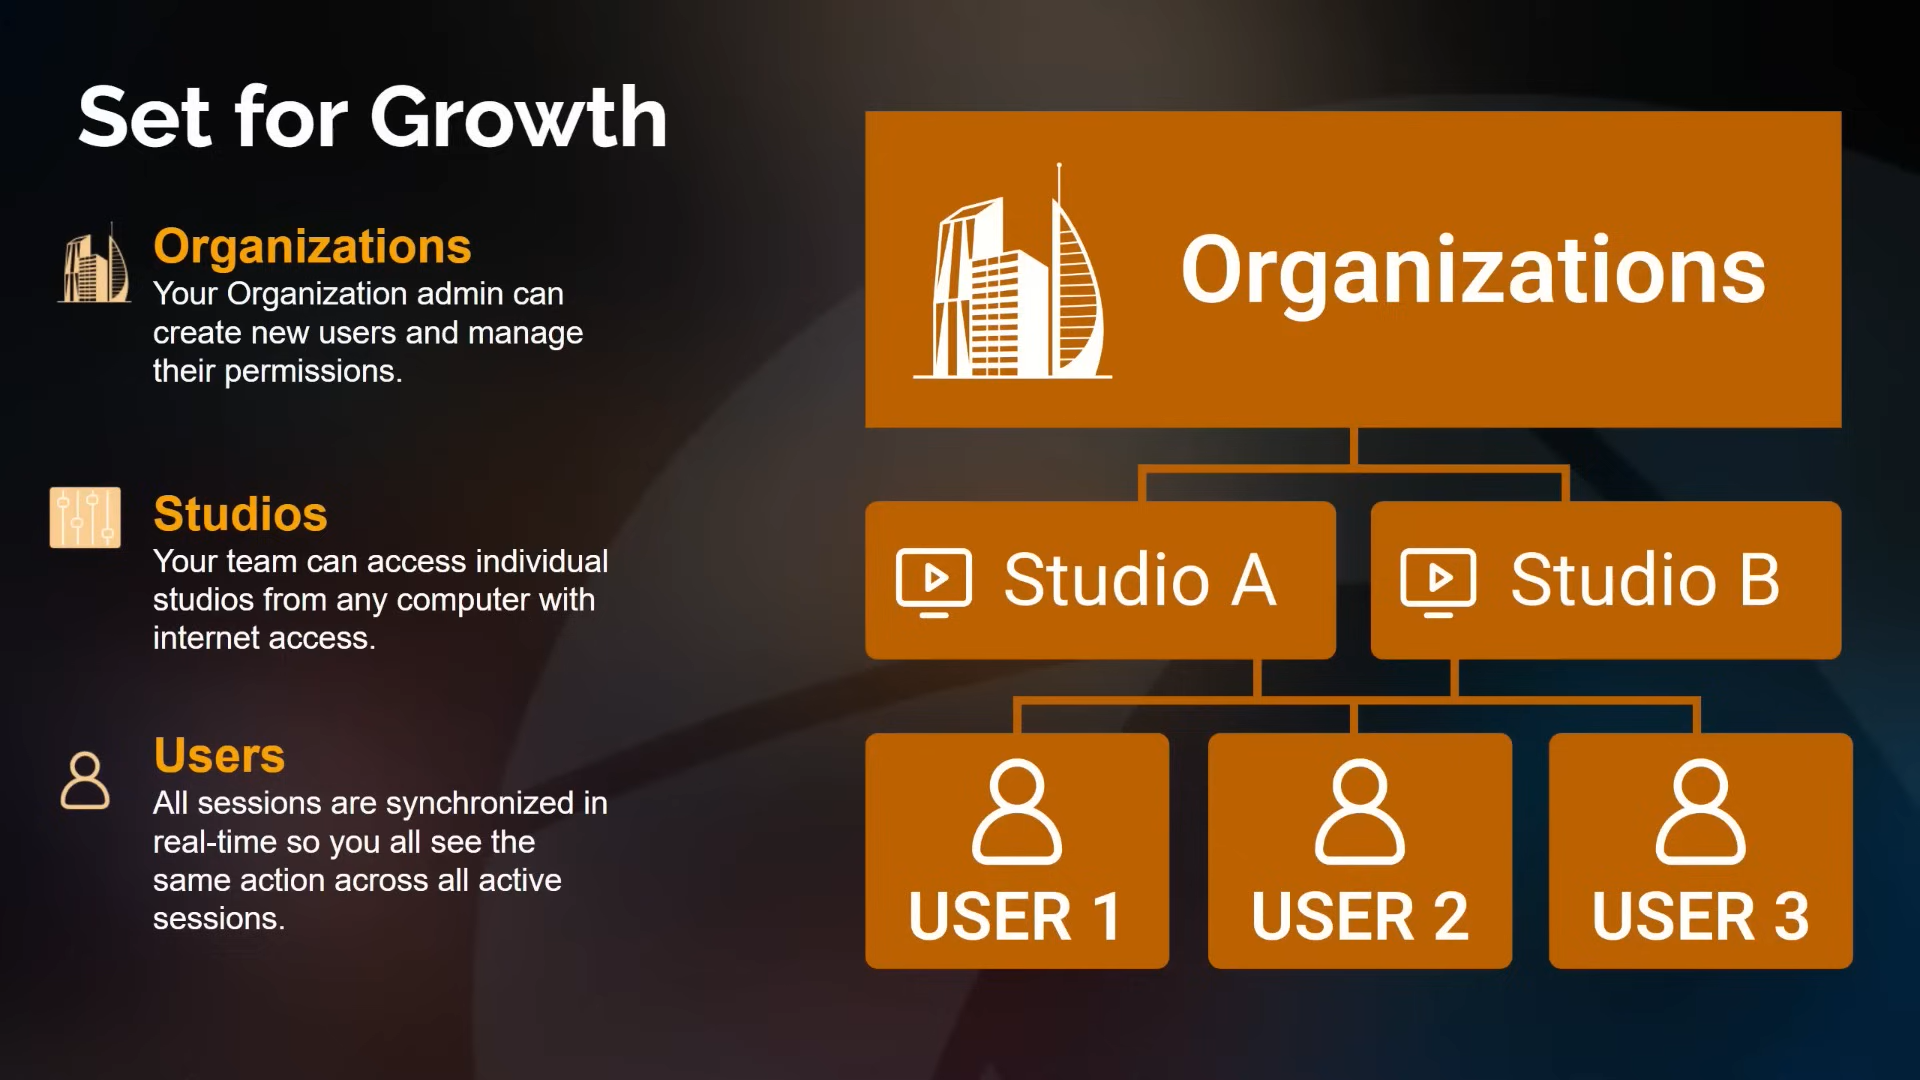 Set for Growth
Organizations
Your Organization admin can
create new users and manage
their permissions.
Studios
Your team can access individual
studios from any computer with
internet access.
Users
All sessions are synchronized in
real-time so you all see the
same action across all active
sessions.
Organizations
Studio A
Studio B
USER 1
USER 2
USER 3